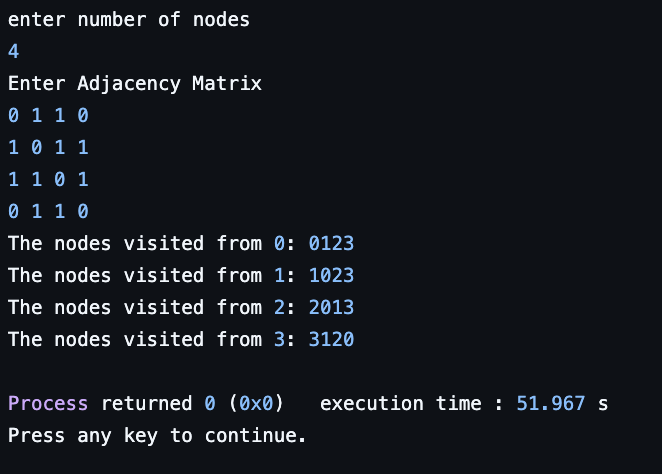 enter number of nodes
4
Enter Adjacency Matrix
0 1 1 0
1 0 1 1
1 1 0 1
0 1 1 0
The nodes visited from 0: 0123
The nodes visited from 1: 1023
The nodes visited from 2: 2013
The nodes visited from 3: 3120
Process returned 0 (0x0)   execution time : 51.967 s
Press any key to continue.